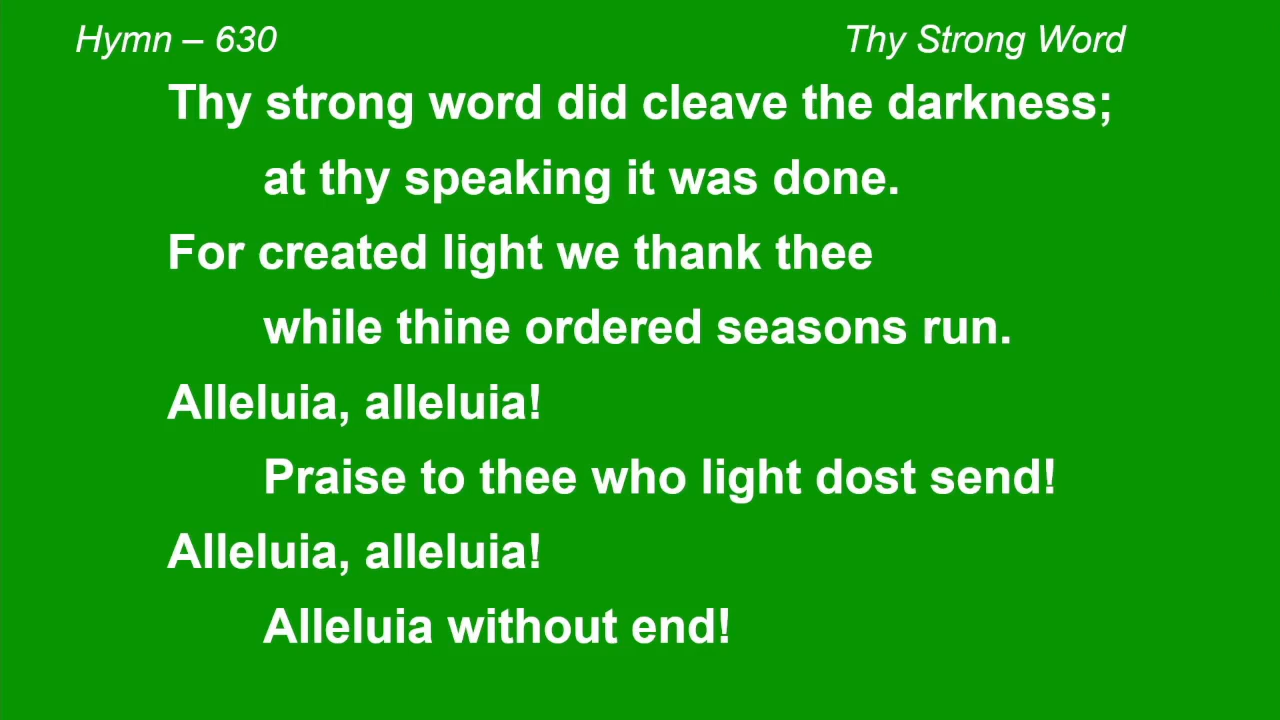 Hymn – 630 Thy Strong Word
Thy strong word did cleave the darkness;
at thy speaking it was done.
For created light we thank thee
while thine ordered seasons run.
Alleluia, alleluia!
Praise to thee who light dost send!
Alleluia, alleluia!
Alleluia without end!